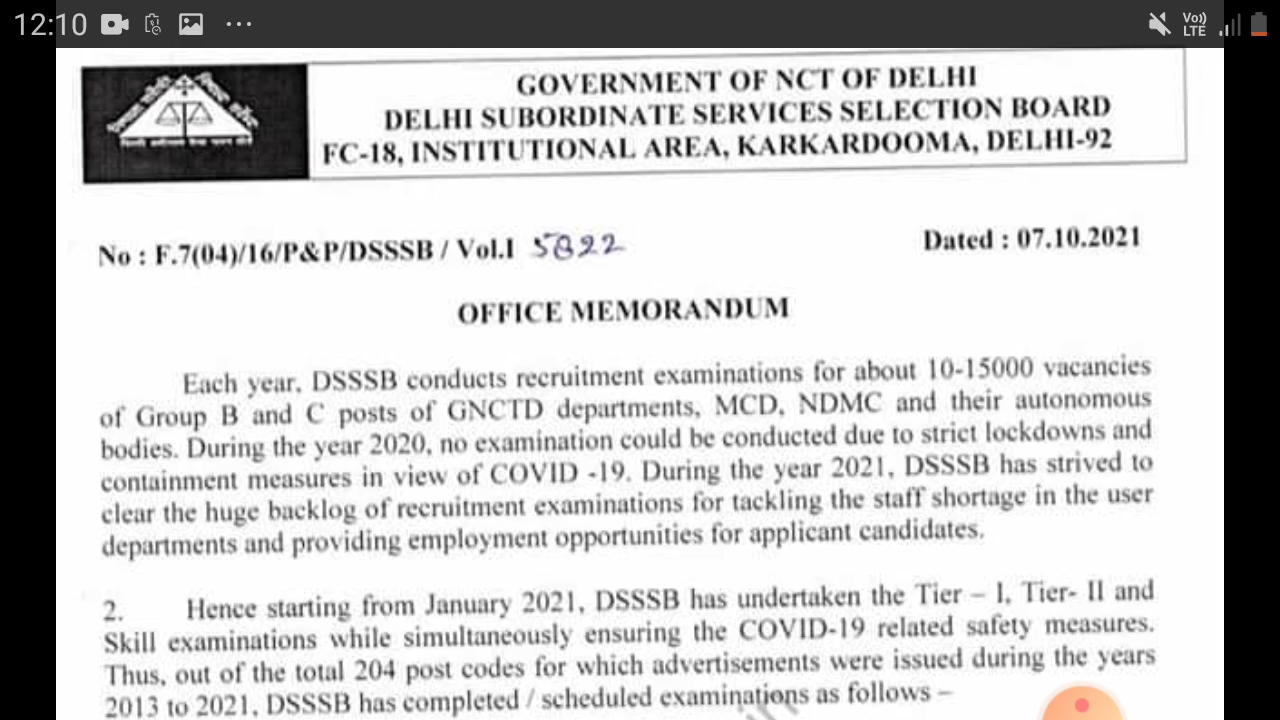 12:10
Vo))
LTE
GOVERNMENT OF NCT OF DELHI
DELHI SUBORDINATE SERVICES SELECTION BOARD
FC-18, INSTITUTIONAL AREA, KARKARDOOMA, DELHI-92
No : F.7(04)/16/P&P/DSSSB / Vol.I 5822
Dated : 07.10.2021
OFFICE MEMORANDUM
Each year, DSSSB conducts recruitment examinations for about 10-15000 vacancies
of Group B and C posts of GNCTD departments, MCD, NDMC and their autonomous
bodies. During the year 2020, no examination could be conducted due to strict lockdowns and
containment measures in view of COVID -19. During the year 2021, DSSSB has strived to
clear the huge backlog of recruitment examinations for tackling the staff shortage in the user
departments and providing employment opportunities for applicant candidates.
2. Hence starting from January 2021, DSSSB has undertaken the Tier – I, Tier- II and
Skill examinations while simultaneously ensuring the COVID-19 related safety measures.
Thus, out of the total 204 post codes for which advertisements were issued during the years
2013 to 2021, DSSSB has completed / scheduled examinations as follows –